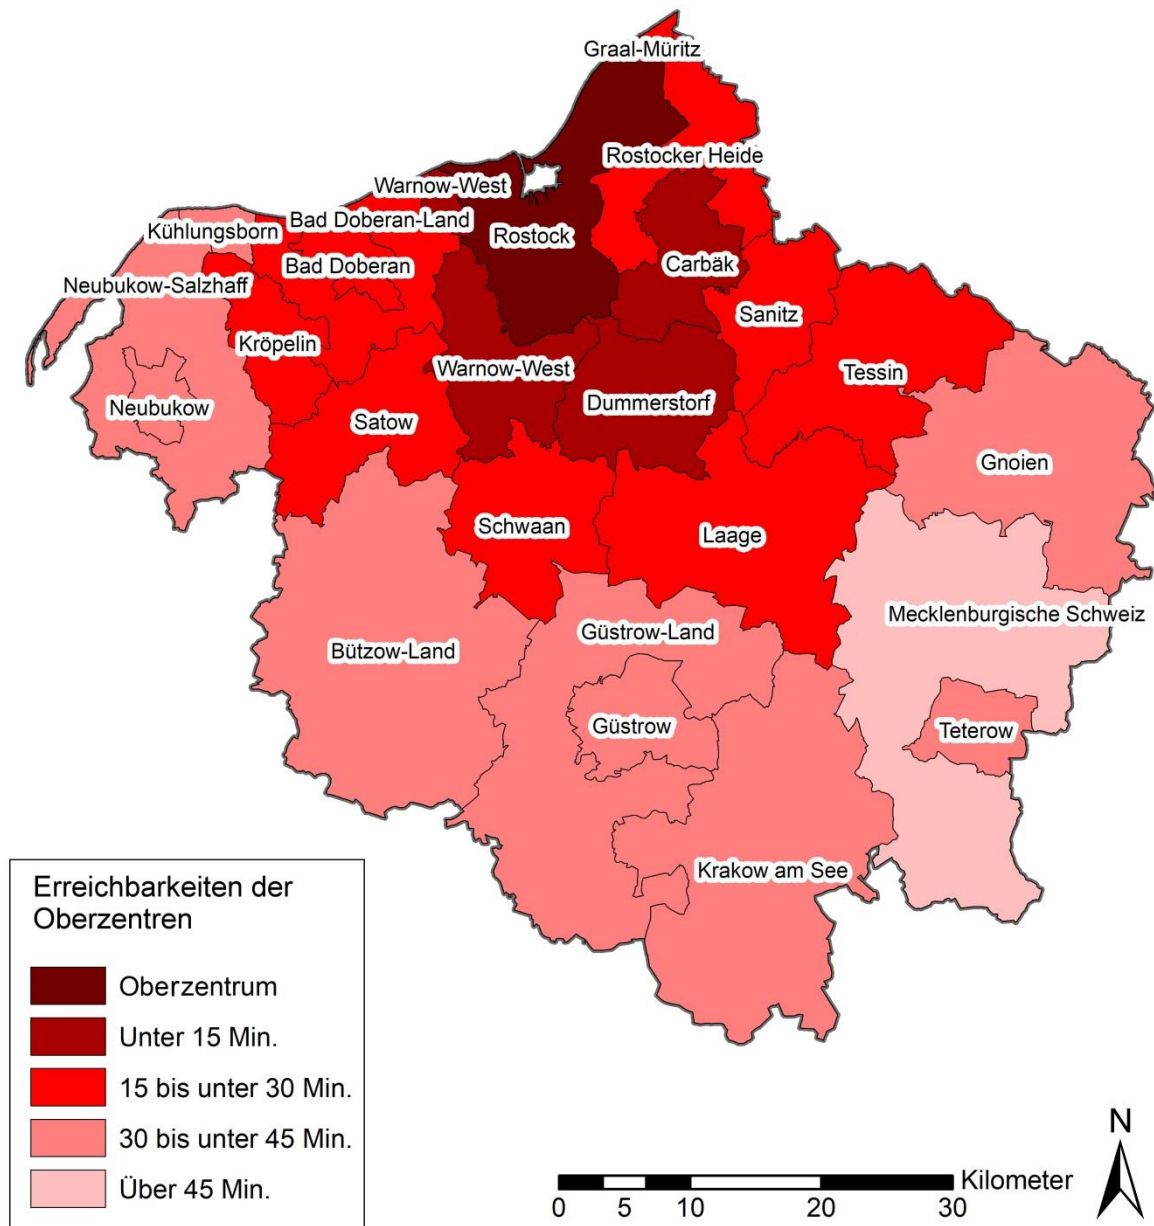 Graal-Müritz
Rostocker Heide
Warnow-West
Bad Doberan-Land
Kühlungsborn
Rostock
Bad Doberan
Carbäk
Neubukow-Salzhaff
Sanitz
Kröpelin
Warnow-West
Tessin
Neubukow
Dummerstorf
Satow
Gnoien
Schwaan
Laage
Mecklenburgische Schweiz
Güstrow-Land
Bützow-Land
Güstrow
Teterow
Krakow am See
Erreichbarkeiten der
Oberzentren
Oberzentrum
Unter 15 Min.
15 bis unter 30 Min.
30 bis unter 45 Min.
Über 45 Min.
N
Kilometer
0 5 10 20 30